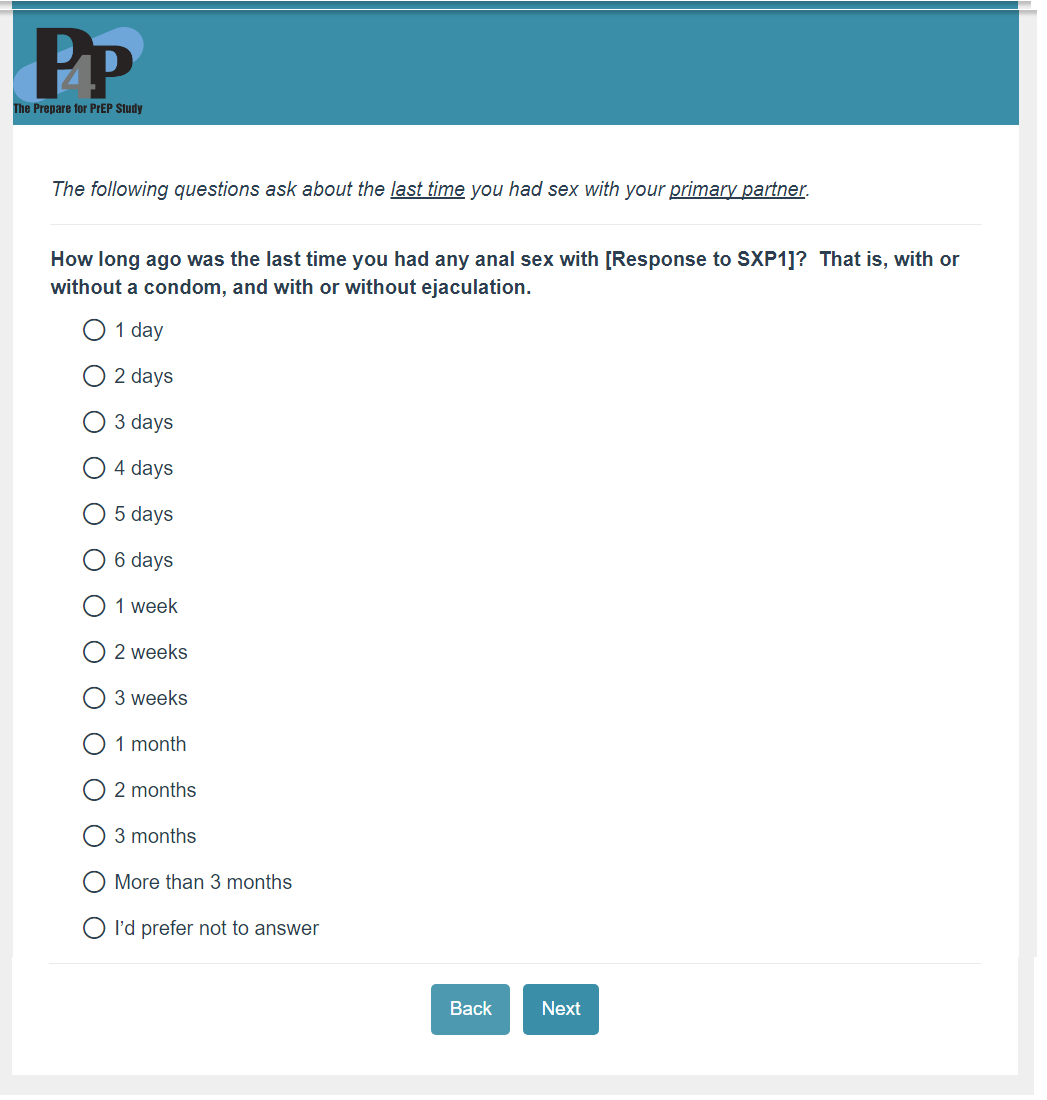 P4P
The Prepare for PrEP Study
The following questions ask about the last time you had sex with your primary partner.
How long ago was the last time you had any anal sex with [Response to SXP1]?  That is, with or
without a condom, and with or without ejaculation.
1 day
2 days
3 days
4 days
5 days
6 days
1 week
2 weeks
3 weeks
1 month
2 months
3 months
More than 3 months
I’d prefer not to answer
Back Next